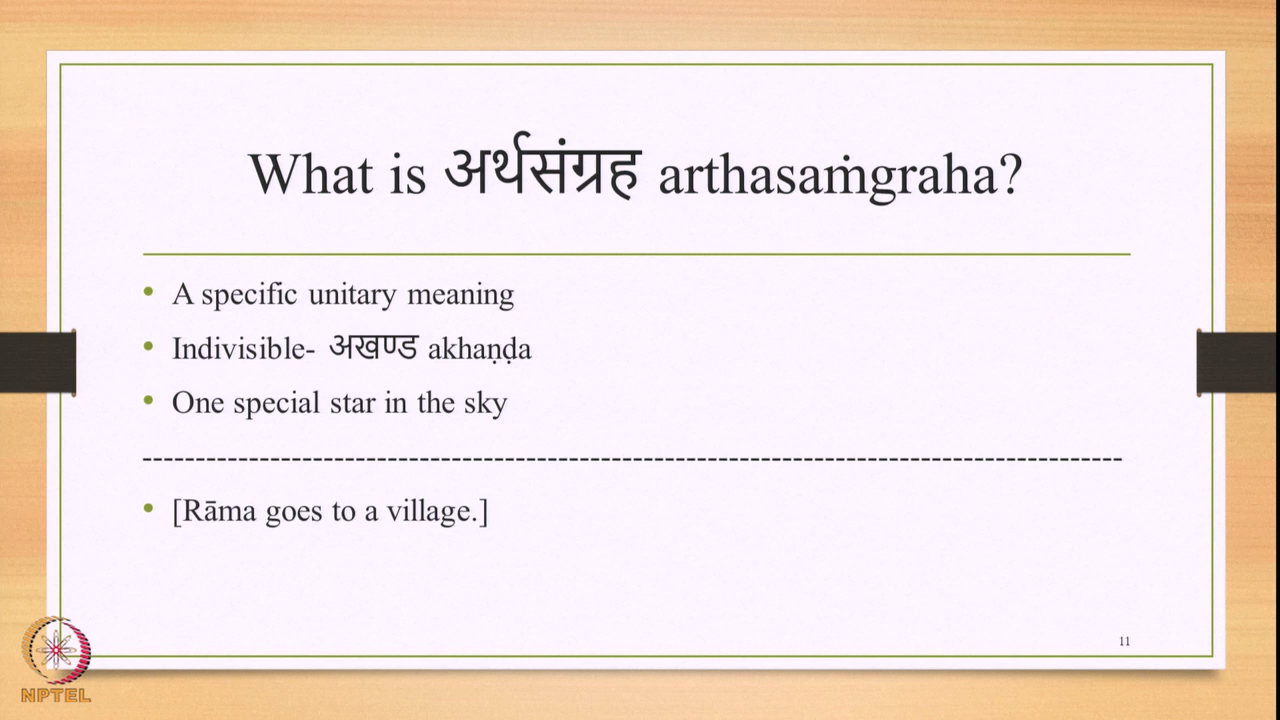 What is अर्थसंग्रह arthasaṁgraha?
• A specific unitary meaning
• Indivisible- अखण्ड akhaṇḍa
• One special star in the sky
---------------------------------------------------------------------------------------------
• [Rāma goes to a village.]
11
NPTEL